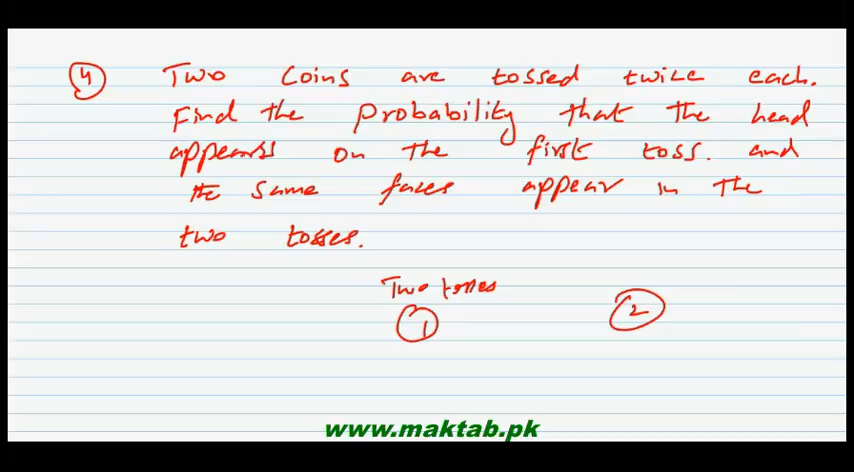 4 Two Coins are tossed twice each.
Find the Probability that the head
appears on the first toss. and
the same faces appear in the
two tosses.
Two tosses
1 2
www.maktab.pk